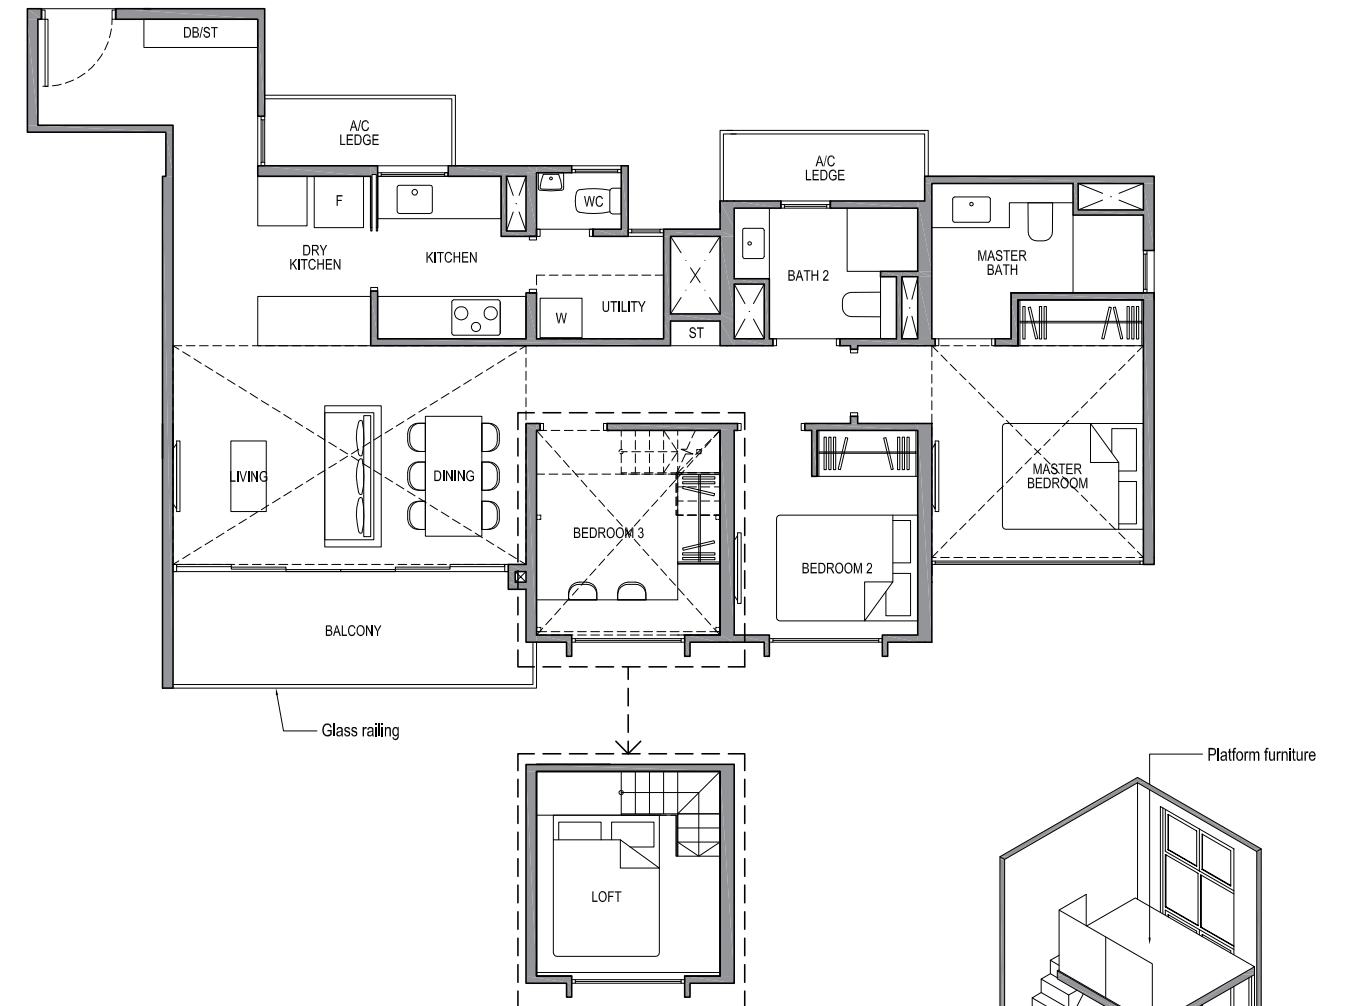 DB/ST
A/C
LEDGE
A/C
LEDGE
F
WC
DRY
KITCHEN
KITCHEN
BATH 2
MASTER
BATH
UTILITY
W
ST
LIVING
DINING
MASTER
BEDROOM
BEDROOM 3
BEDROOM 2
BALCONY
Glass railing
Platform furniture
LOFT